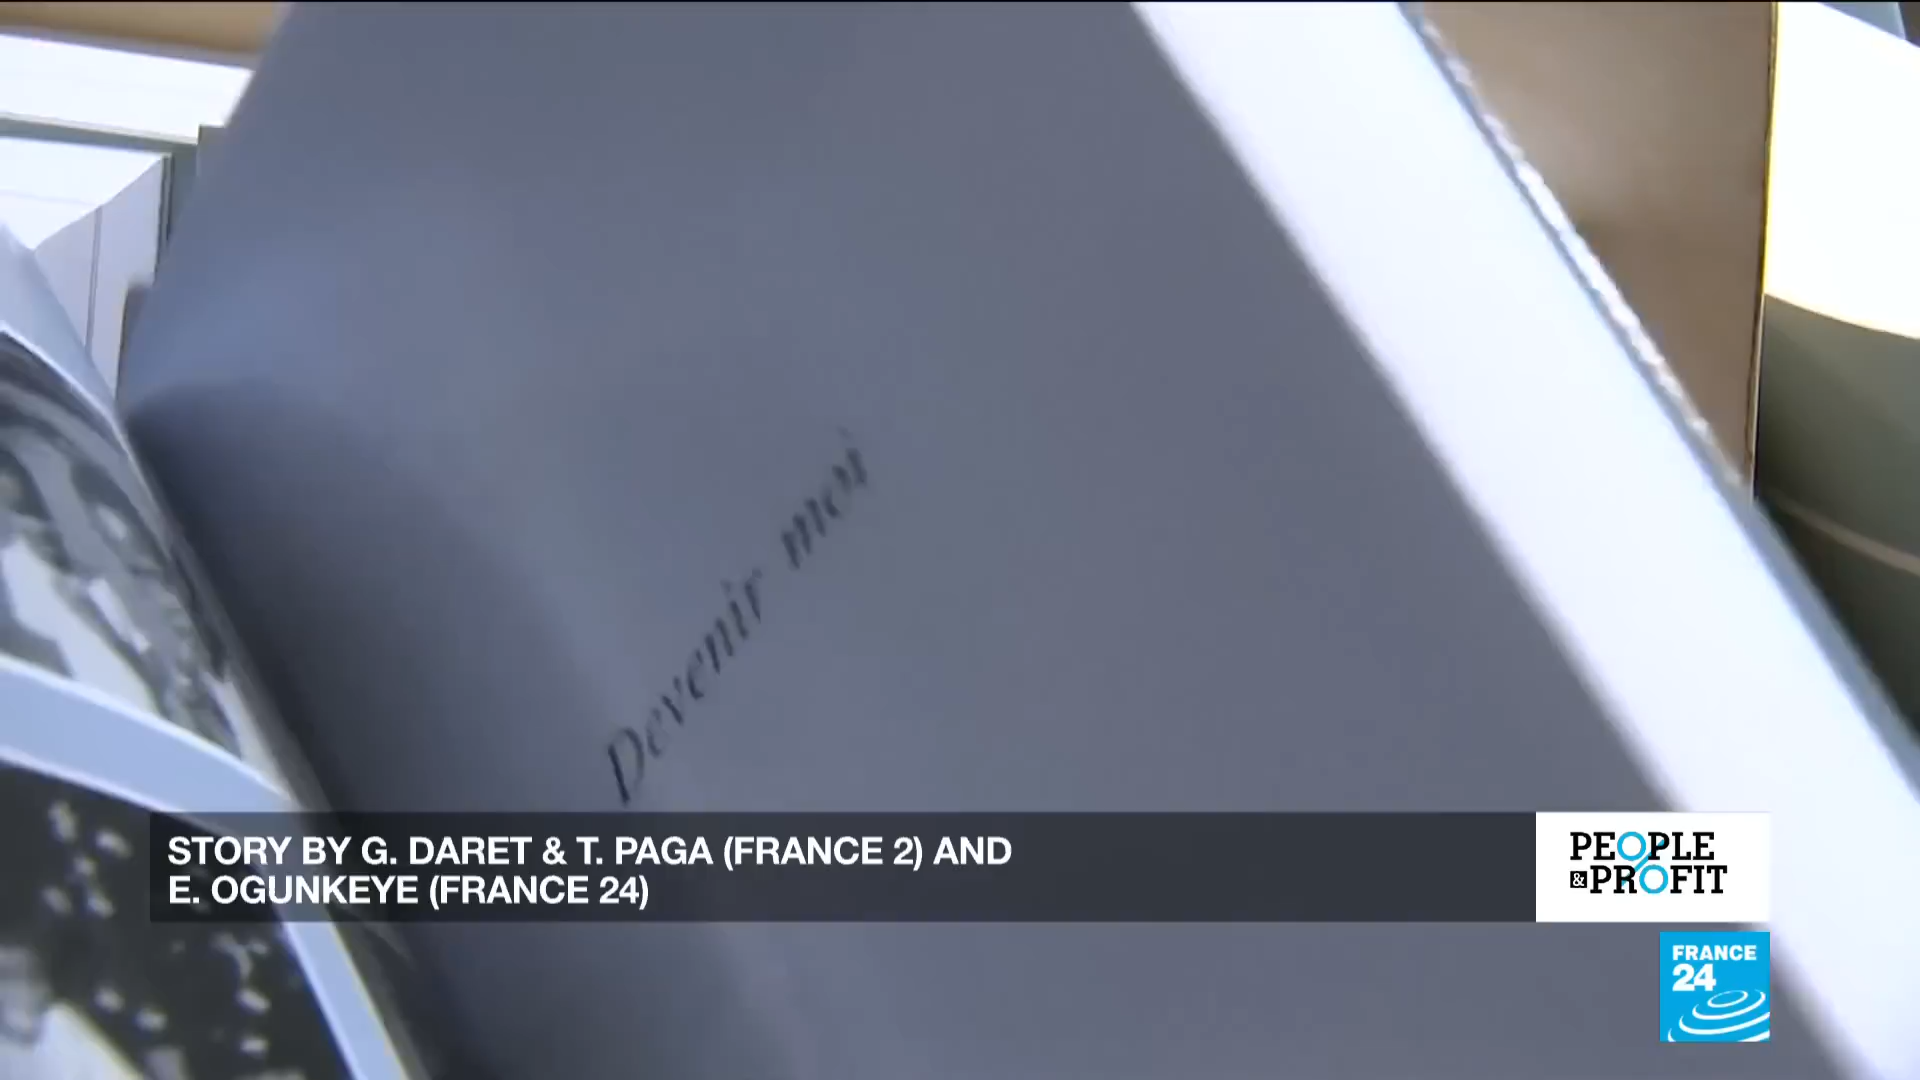 Devenir moi
STORY BY G. DARET & T. PAGA (FRANCE 2) AND
E. OGUNKEYE (FRANCE 24)
PEOPLE
&PROFIT
FRANCE
24